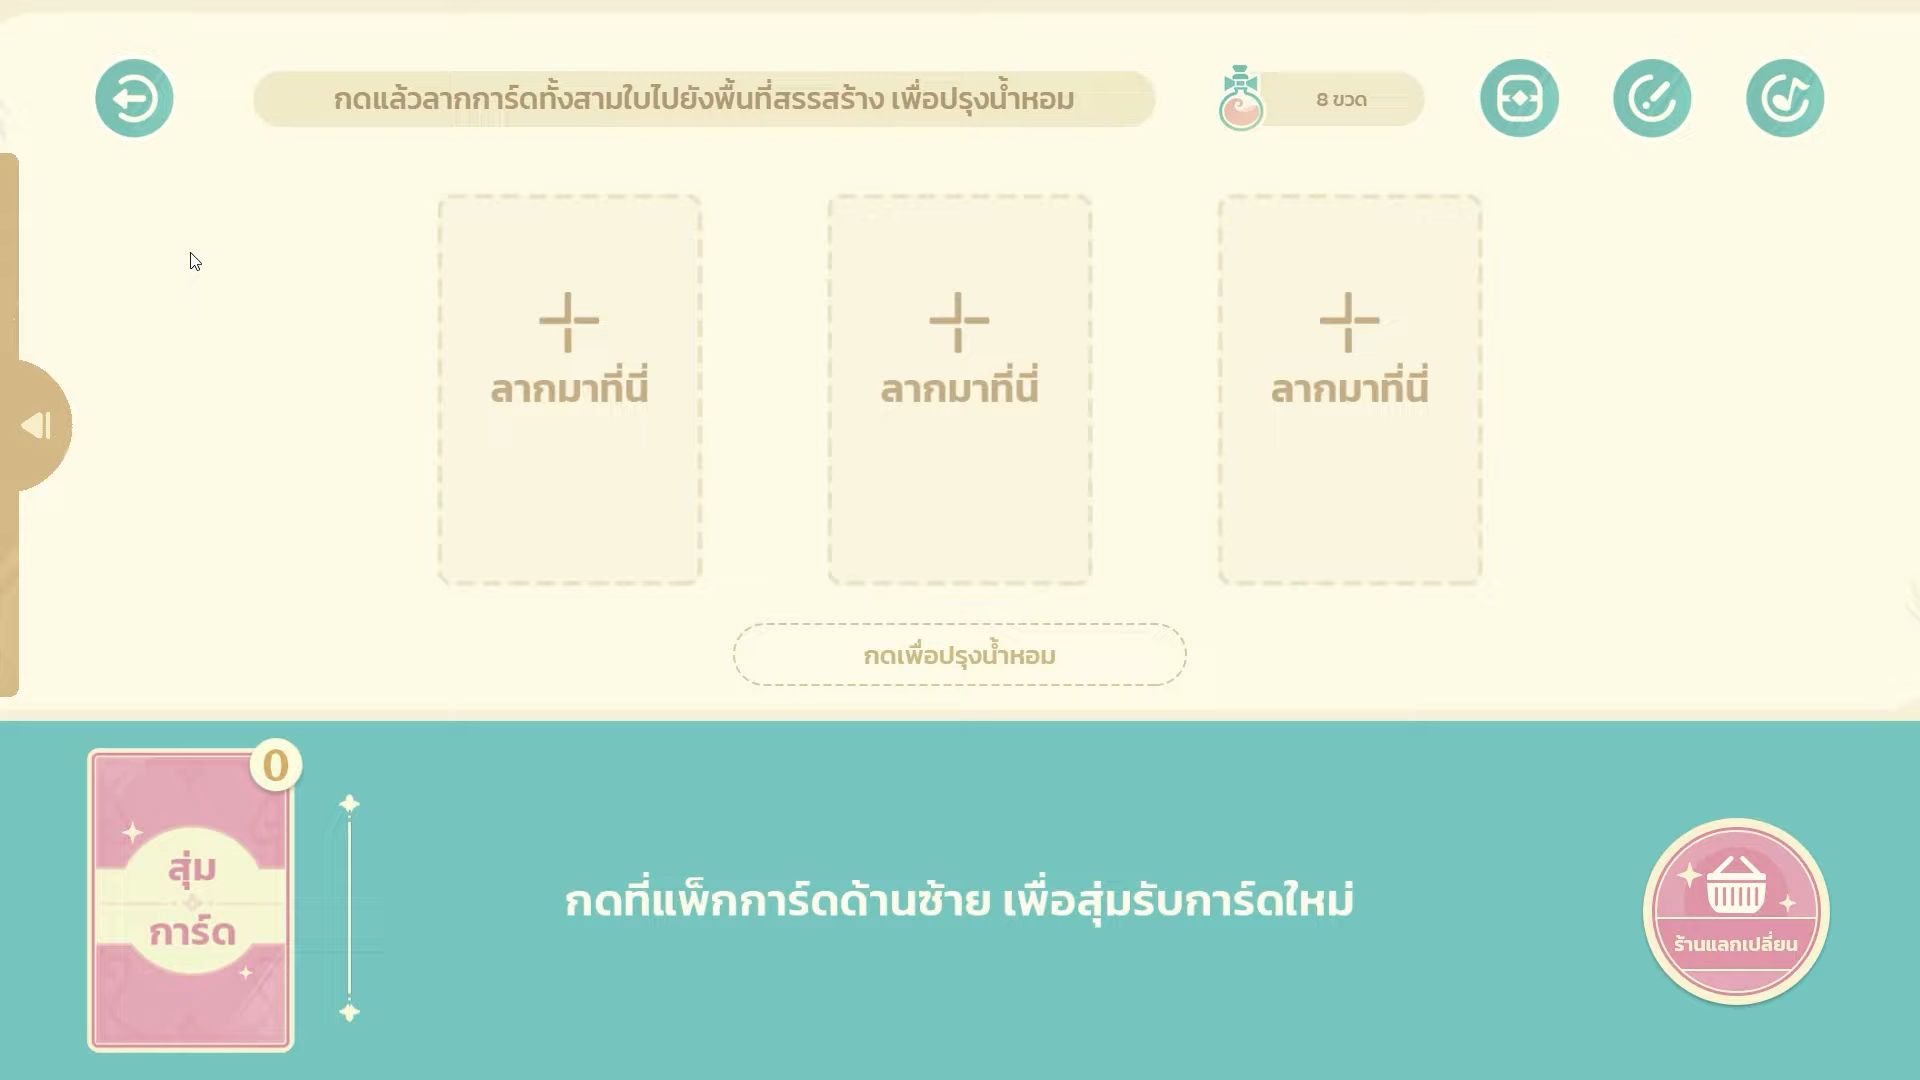 กดแล้วลากการ์ดทั้งสามใบไปยังพื้นที่สรรสร้าง เพื่อปรุงน้ำหอม
8 ขวด
ลากมาที่นี่
ลากมาที่นี่
ลากมาที่นี่
กดเพื่อปรุงน้ำหอม
0
สุ่ม
การ์ด
กดที่แพ็กการ์ดด้านซ้าย เพื่อสุ่มรับการ์ดใหม่
ร้านแลกเปลี่ยน